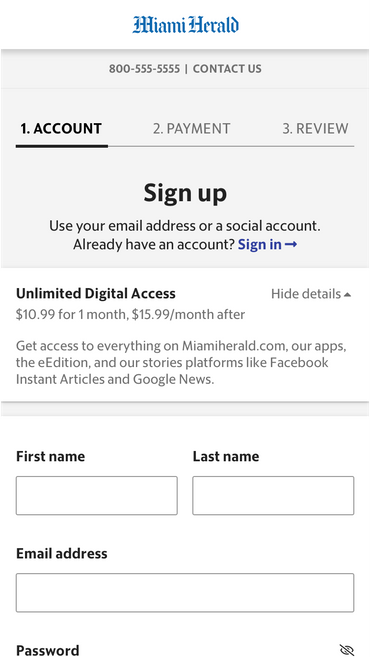 Miami Herald
800-555-5555 | CONTACT US
1. ACCOUNT 2. PAYMENT 3. REVIEW
Sign up
Use your email address or a social account.
Already have an account? Sign in →
Unlimited Digital Access Hide details
$10.99 for 1 month, $15.99/month after
Get access to everything on Miamiherald.com, our apps,
the eEdition, and our stories platforms like Facebook
Instant Articles and Google News.
First name Last name
Email address
Password